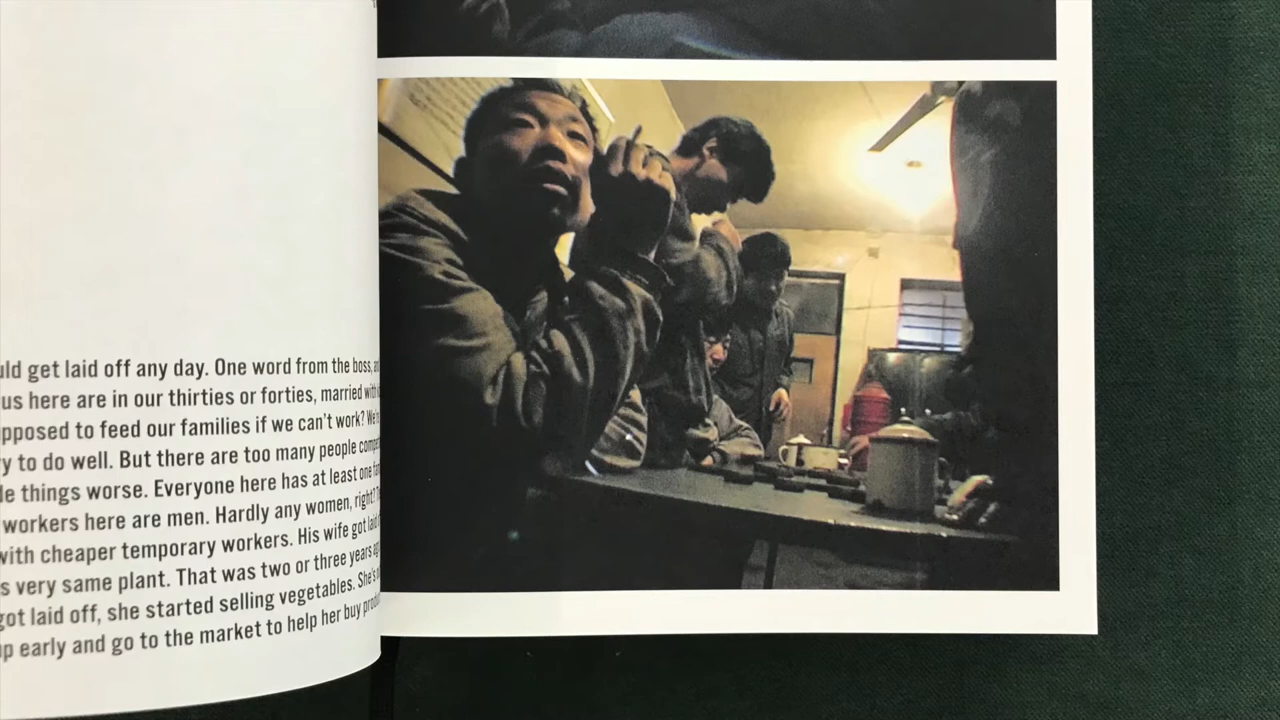 uld get laid off any day. One word from the boss,
us here are in our thirties or forties, married with
pposed to feed our families if we can't work? We're
y to do well. But there are too many people
le things worse. Everyone here has at least one
workers here are men. Hardly any women, right?
with cheaper temporary workers. His wife got laid
s very same plant. That was two or three years
got laid off, she started selling vegetables. She's
up early and go to the market to help her buy